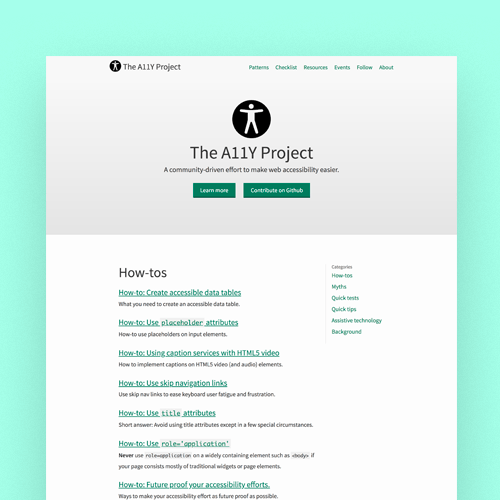 The A11Y Project
Patterns Checklist Resources Events Follow About
The A11Y Project
A community-driven effort to make web accessibility easier.
Learn more Contribute on Github
How-tos
How-to: Create accessible data tables
What you need to create an accessible data table.
How-to: Use placeholder attributes
How-to use placeholders on input elements.
How-to: Using caption services with HTML5 video
How to implement captions on HTML5 video (and audio) elements.
How-to: Use skip navigation links
Use skip nav links to ease keyboard user fatigue and frustration.
How-to: Use title attributes
Short answer: Avoid using title attributes except in a few special circumstances.
How-to: Use role='application'
Never use role=application on a widely containing element such as <body> if
your page consists mostly of traditional widgets or page elements.
How-to: Future proof your accessibility efforts.
Ways to make your accessibility effort as future proof as possible.
Categories
How-tos
Myths
Quick tests
Quick tips
Assistive technology
Background